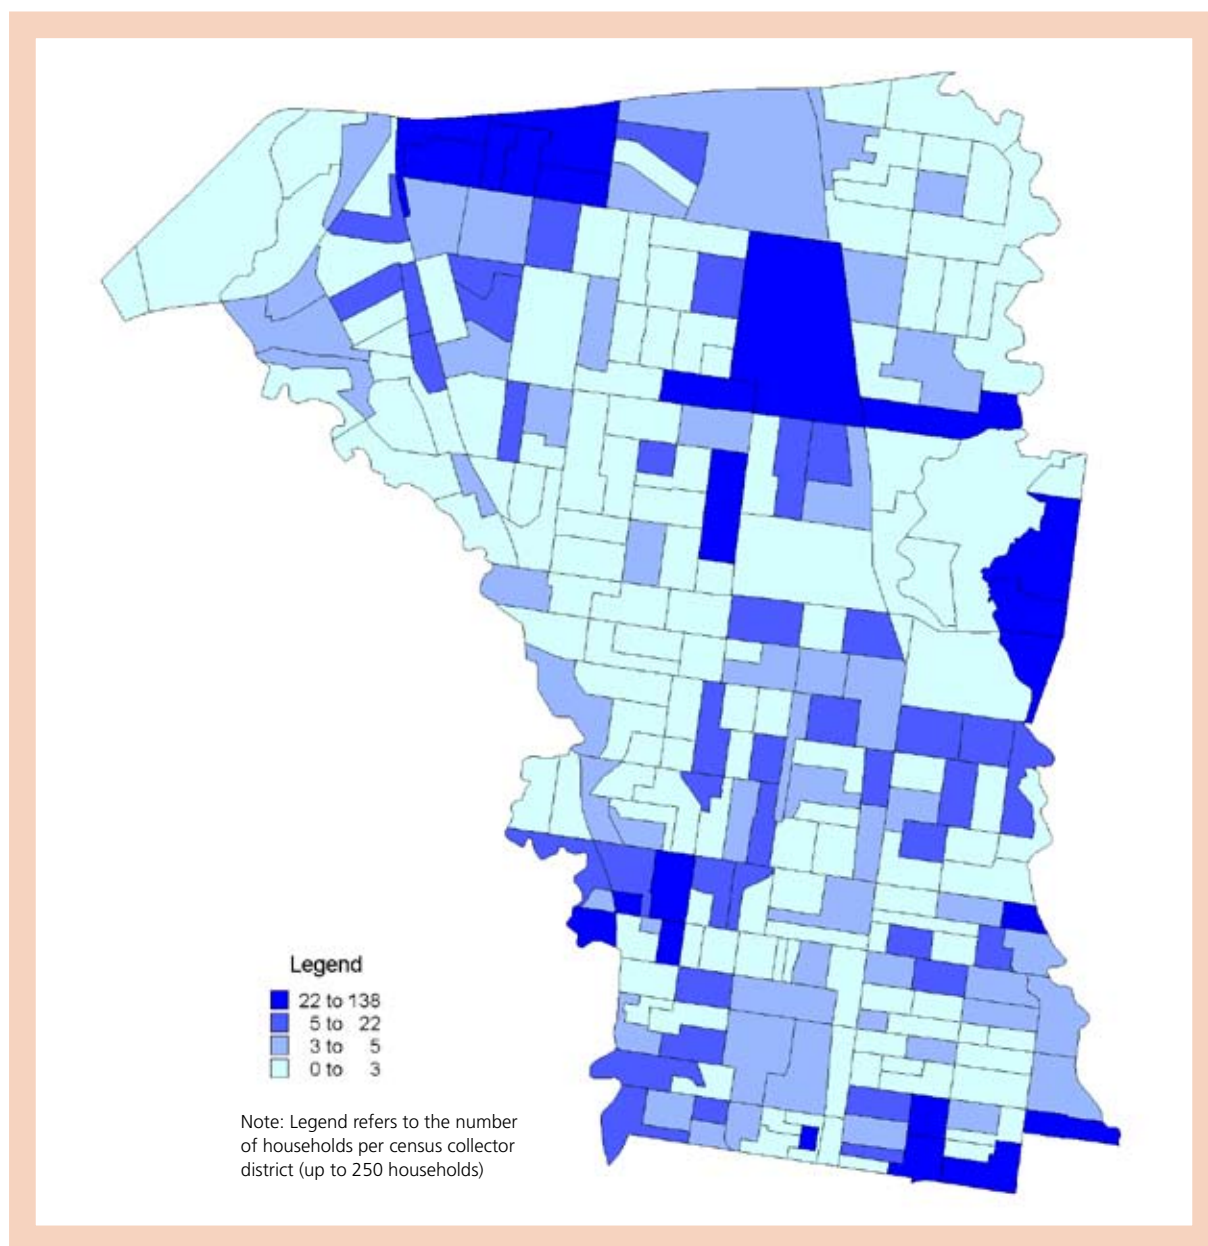 Legend
22 to 138
5 to 22
3 to 5
0 to 3
Note: Legend refers to the number
of households per census collector
district (up to 250 households)